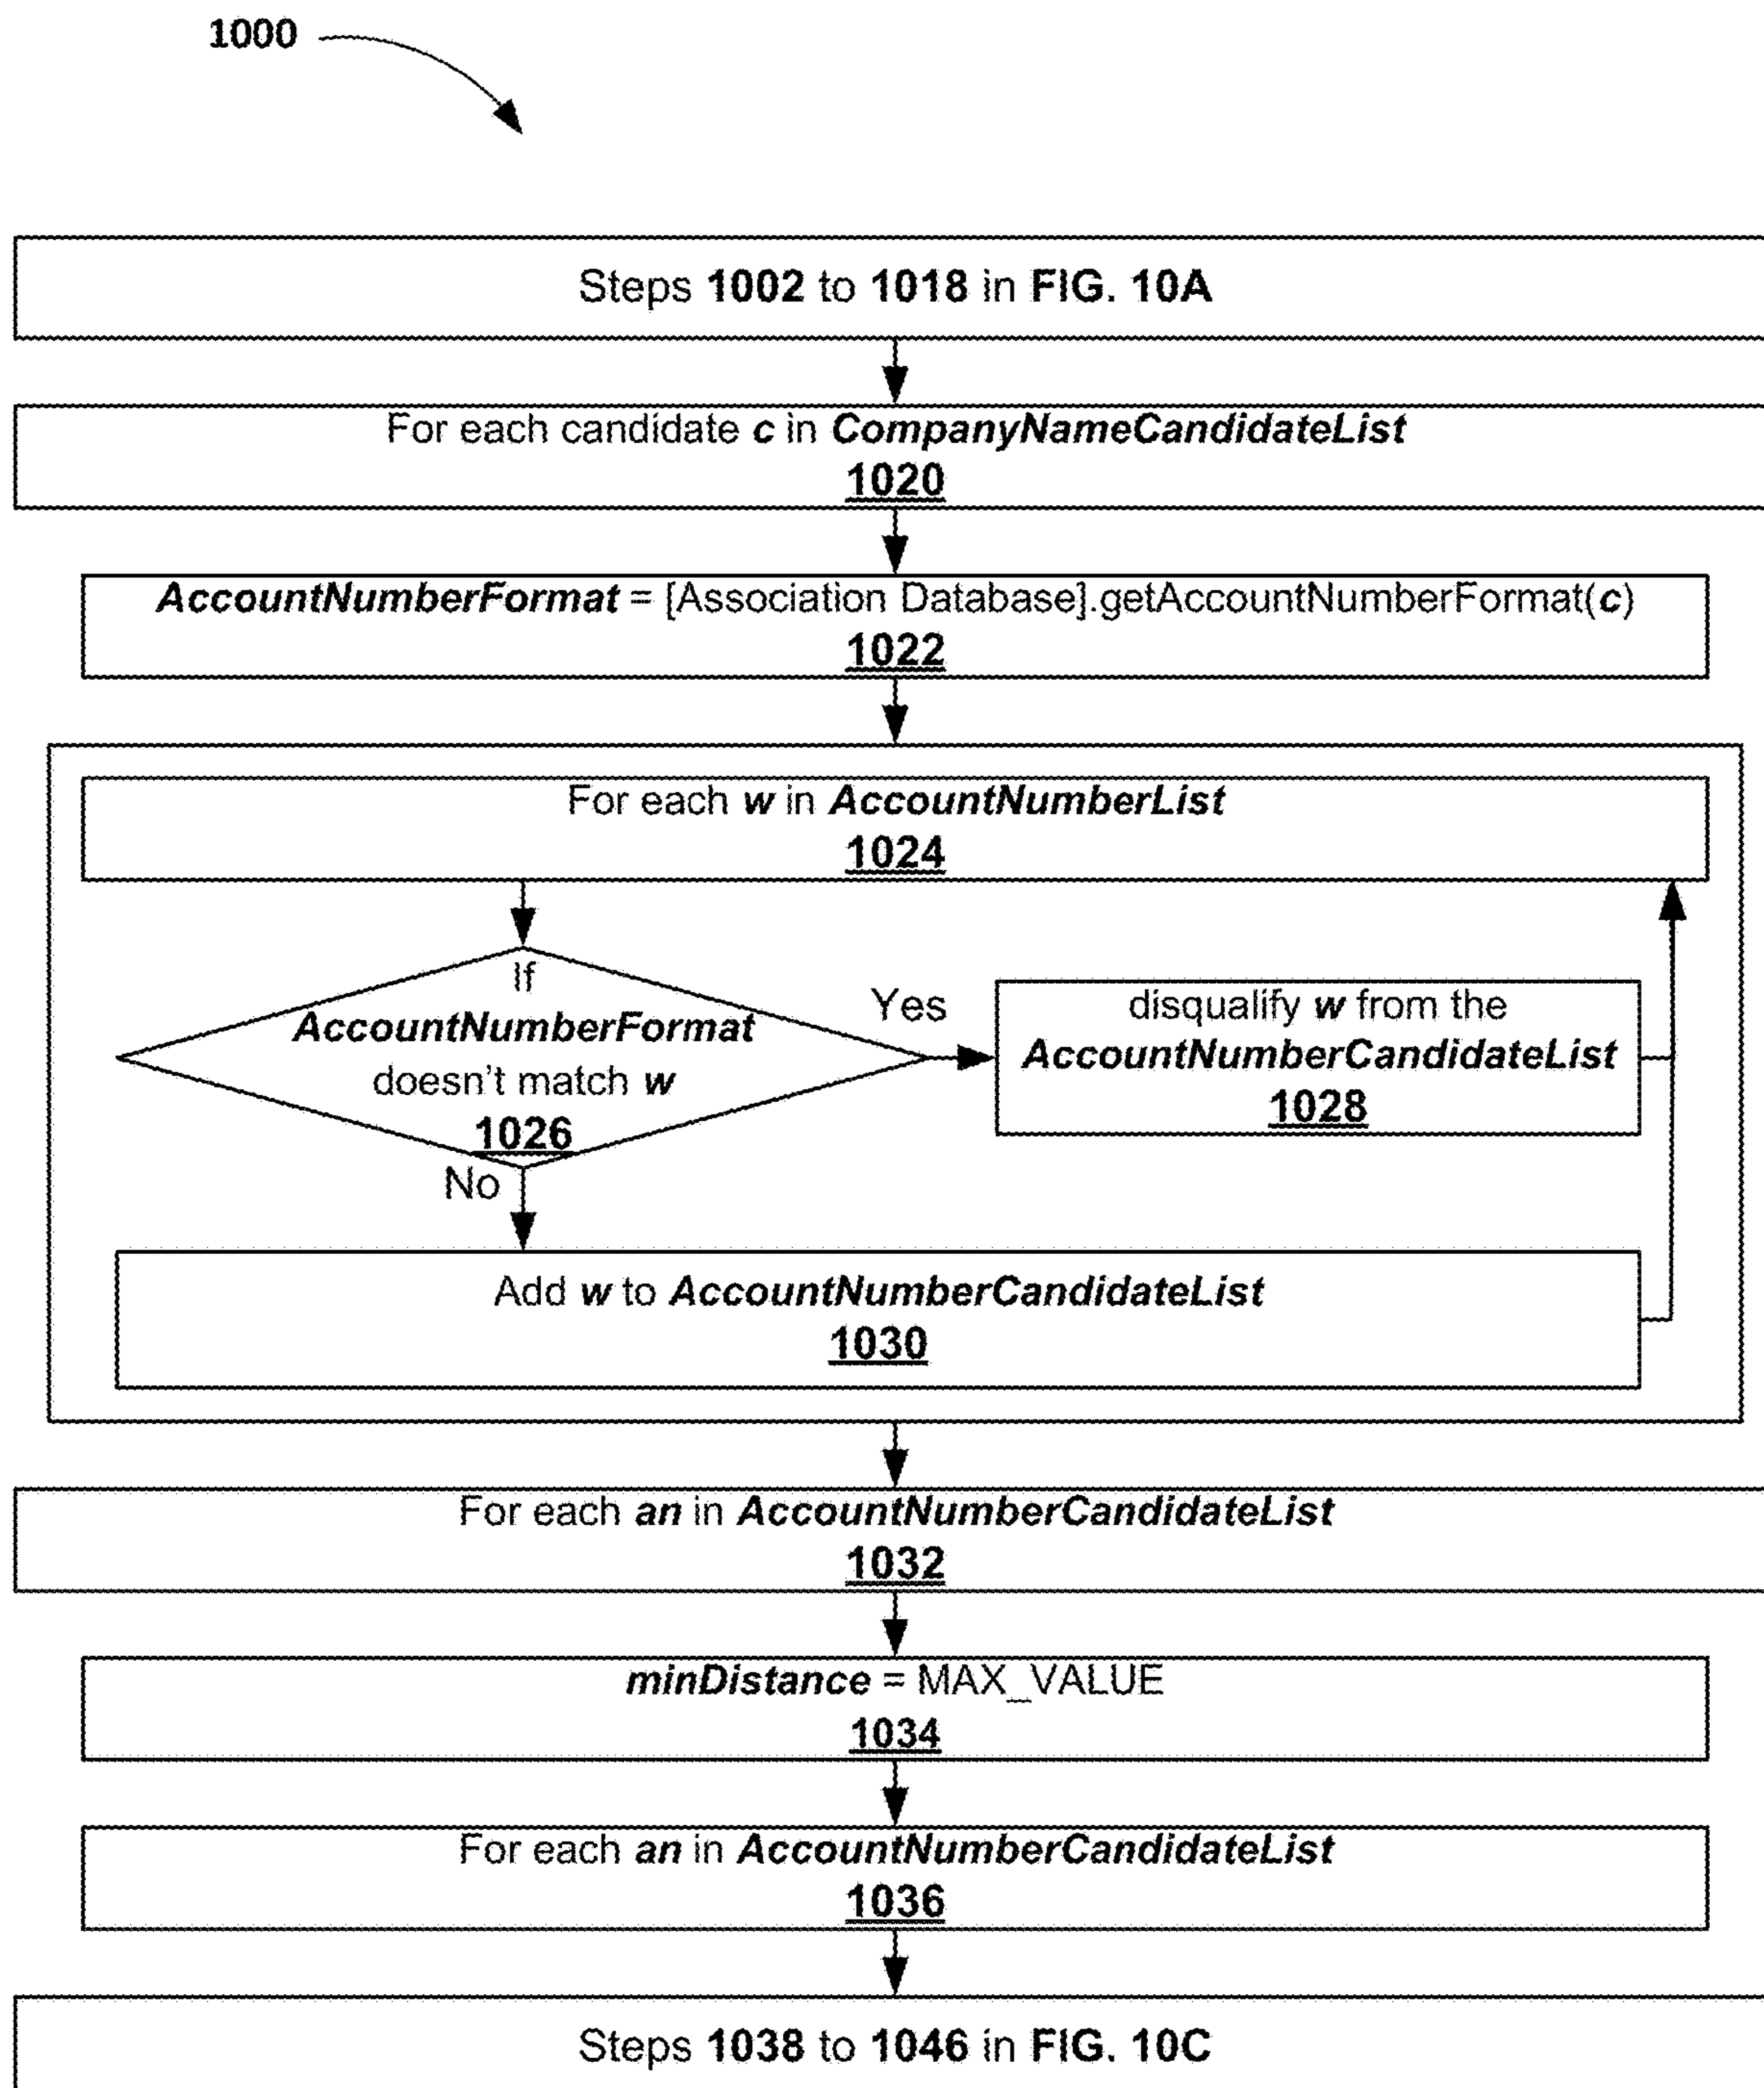 1000
Steps 1002 to 1018 in FIG. 10A
For each candidate c in CompanyNameCandidateList
1020
AccountNumberFormat = [Association Database].getAccountNumberFormat(c)
1022
For each w in AccountNumberList
1024
If
AccountNumberFormat
doesn't match w
1026
Yes
disqualify w from the
AccountNumberCandidateList
1028
No
Add w to AccountNumberCandidateList
1030
For each an in AccountNumberCandidateList
1032
minDistance = MAX_VALUE
1034
For each an in AccountNumberCandidateList
1036
Steps 1038 to 1046 in FIG. 10C